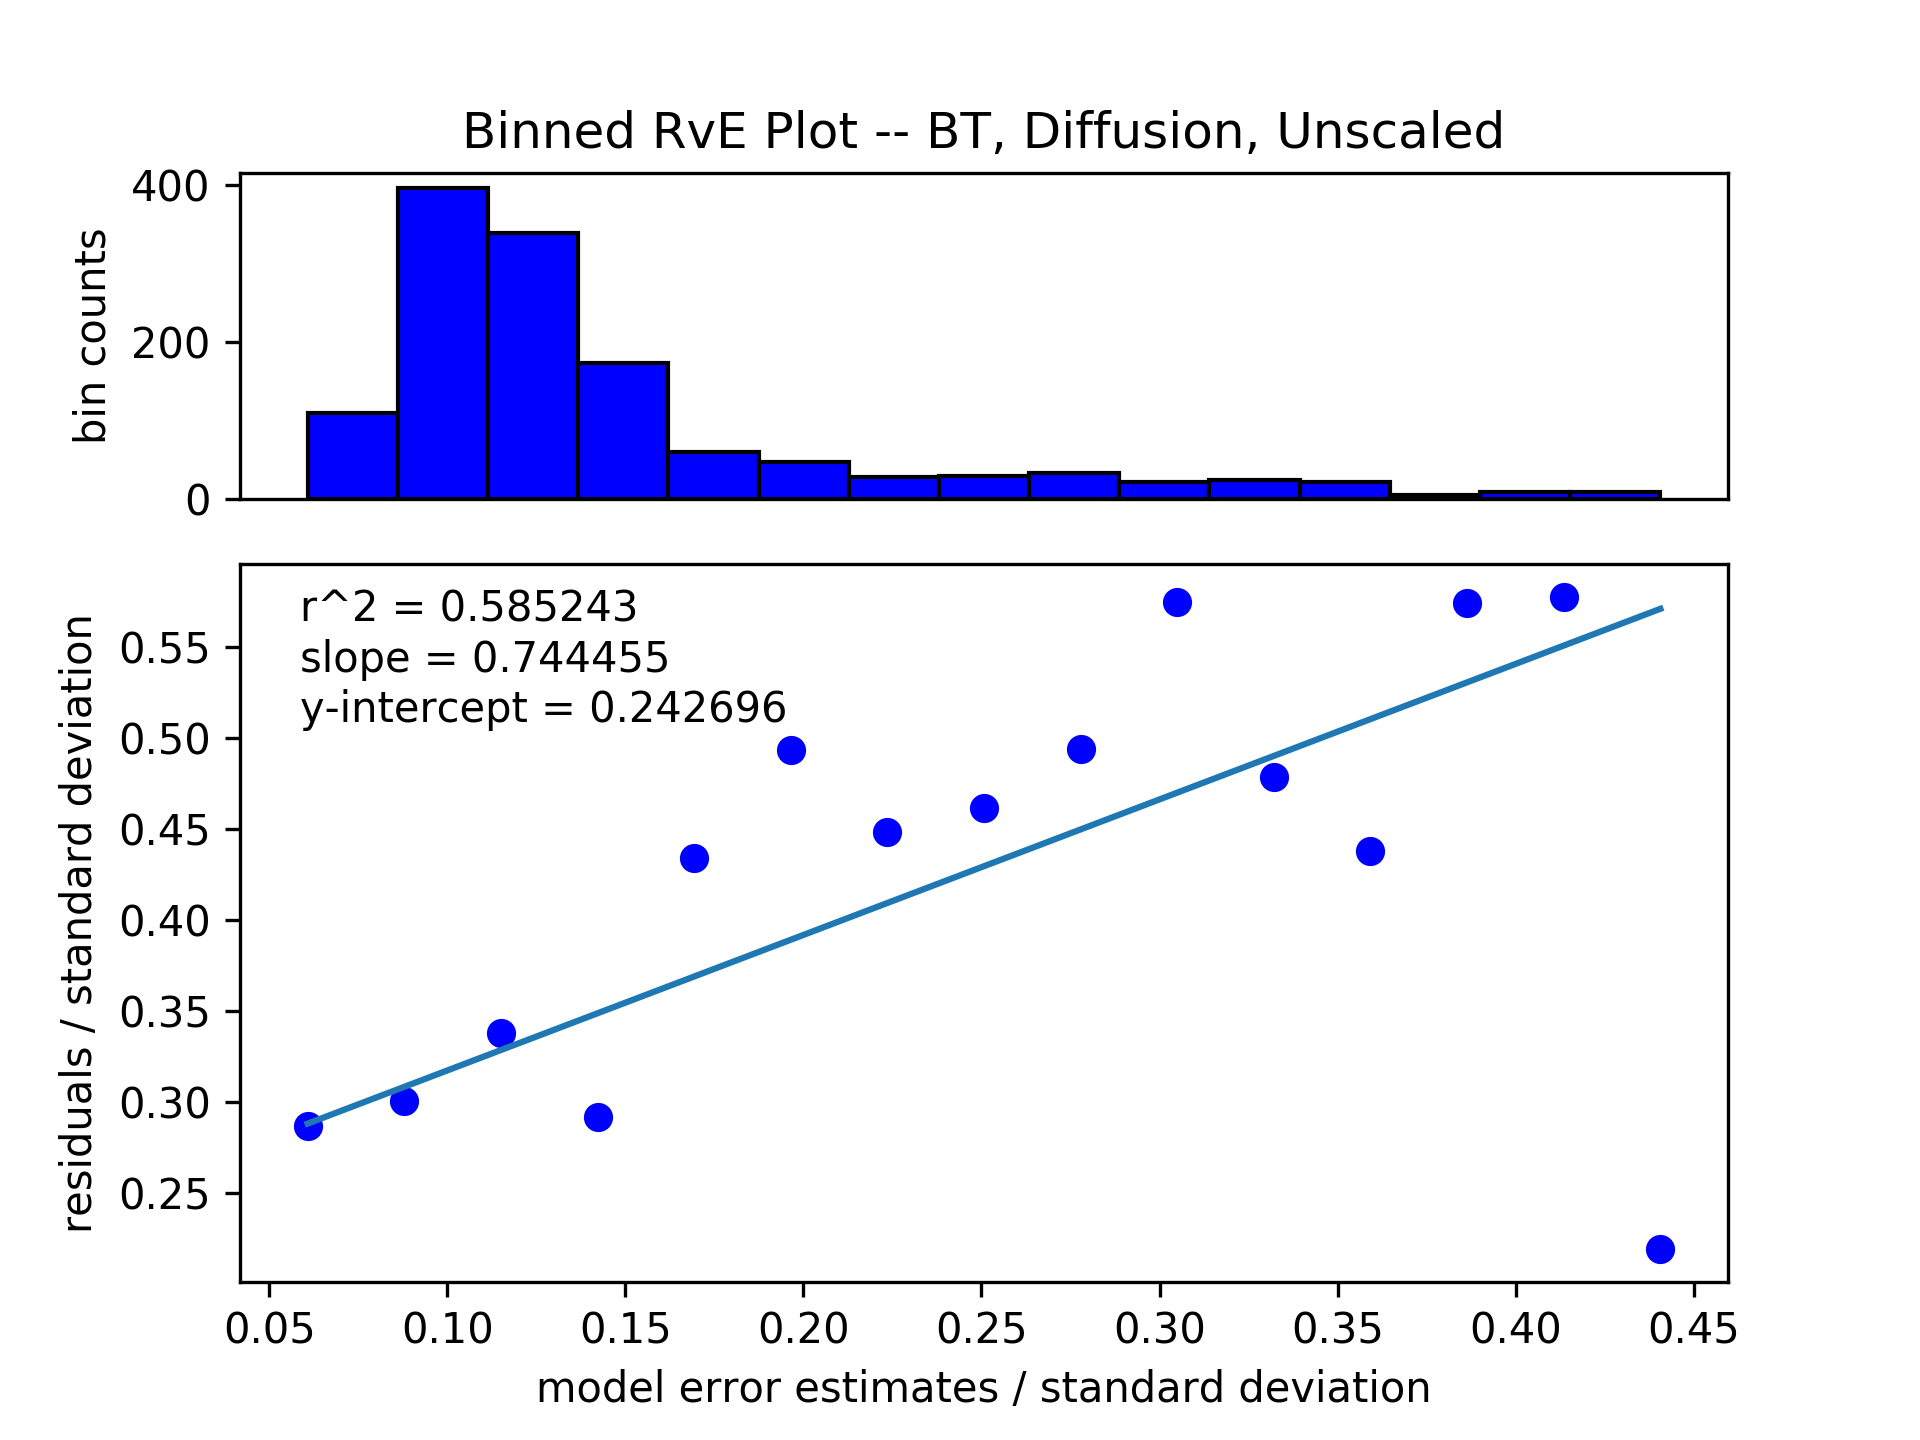 Binned RvE Plot -- BT, Diffusion, Unscaled
400
200
0
bin counts
r^2 = 0.585243
slope = 0.744455
y-intercept = 0.242696
0.55
0.50
0.45
0.40
0.35
0.30
0.25
residuals / standard deviation
0.05 0.10 0.15 0.20 0.25 0.30 0.35 0.40 0.45
model error estimates / standard deviation